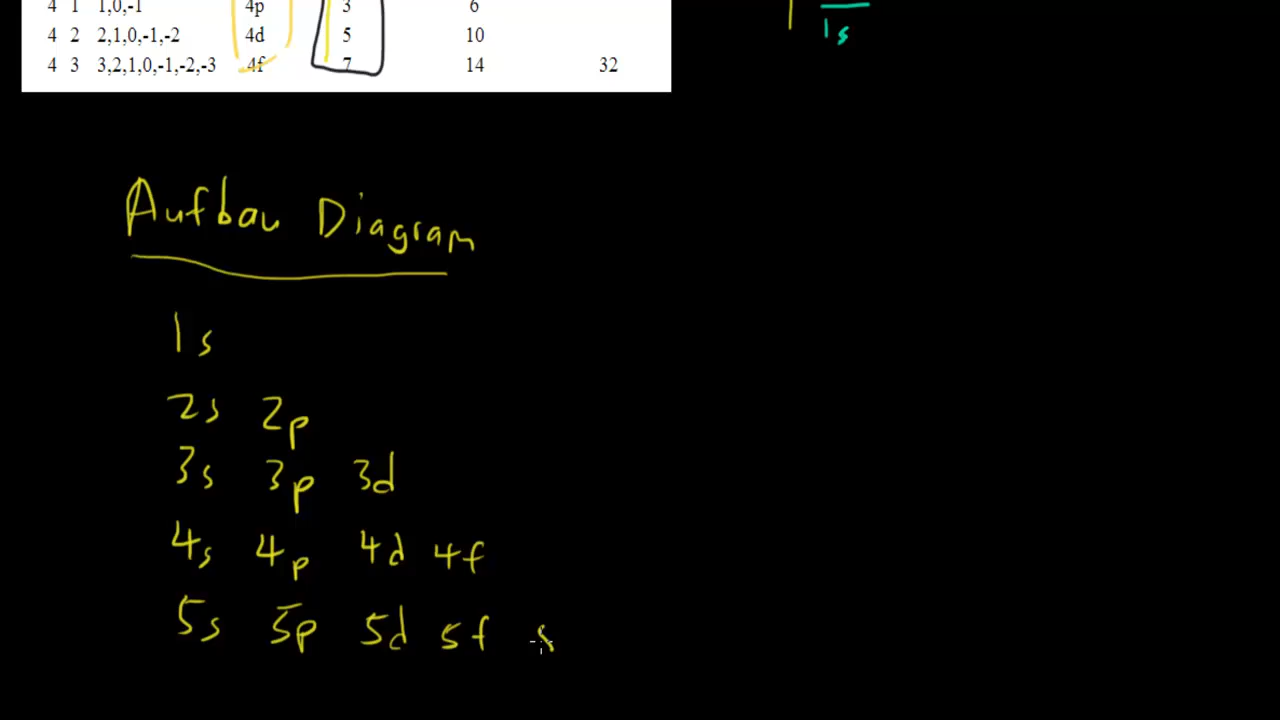 4 1 1,0,-1 4p 3 6
1s
4 2 2,1,0,-1,-2 4d 5 10
4 3 3,2,1,0,-1,-2,-3 4f 7 14 32
Aufbau Diagram
1s
2s 2p
3s 3p 3d
4s 4p 4d 4f
5s 5p 5d 5f